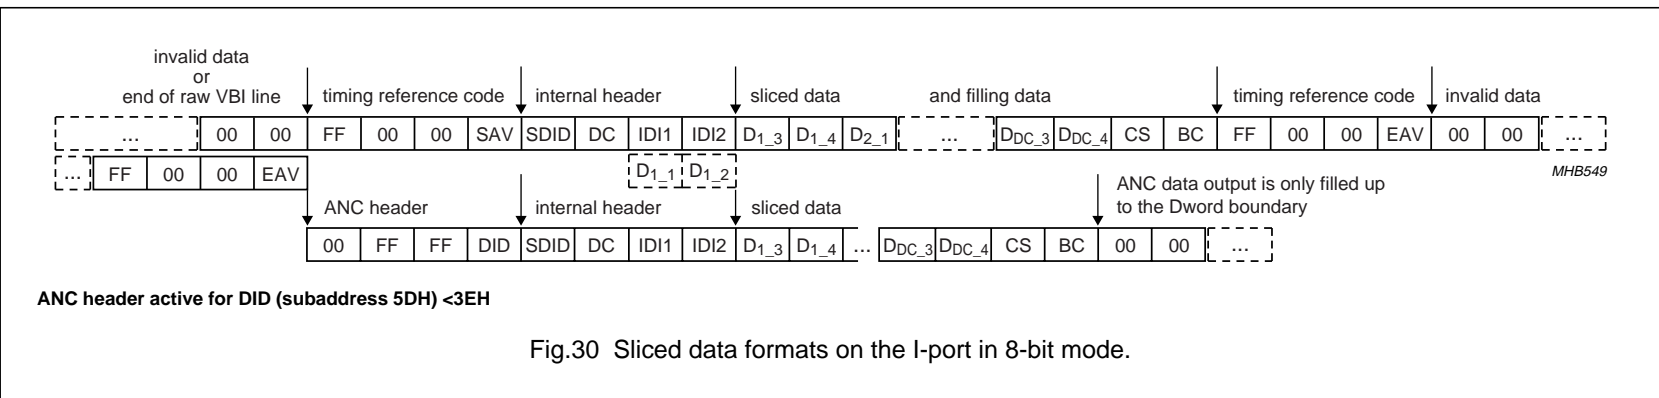 invalid data
or
end of raw VBI line
timing reference code
internal header
sliced data
and filling data
timing reference code
invalid data
... 00 00 FF 00 00 SAV SDID DC IDI1 IDI2 D1_3 D1_4 D2_1 ... DDC_3 DDC_4 CS BC FF 00 00 EAV 00 00 ...
... FF 00 00 EAV D1_1 D1_2
MHB549
ANC header
internal header
sliced data
ANC data output is only filled up
to the Dword boundary
00 FF FF DID SDID DC IDI1 IDI2 D1_3 D1_4 ... DDC_3 DDC_4 CS BC 00 00 ...
ANC header active for DID (subaddress 5DH) <3EH
Fig.30 Sliced data formats on the I-port in 8-bit mode.